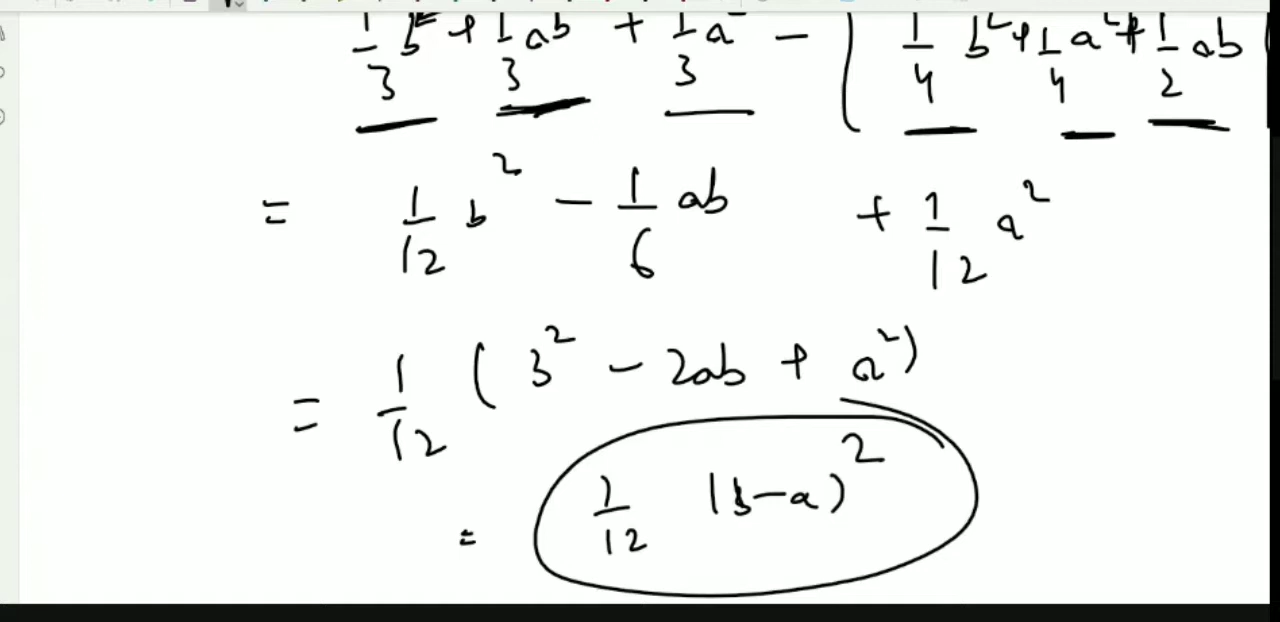 1/3 b² + 1/3 ab + 1/3 a² - ( 1/4 b² + 1/4 a² + 1/2 ab
= 1/12 b² - 1/6 ab + 1/12 a²
= 1/12 ( b² - 2ab + a² )
= 1/12 (b-a)²